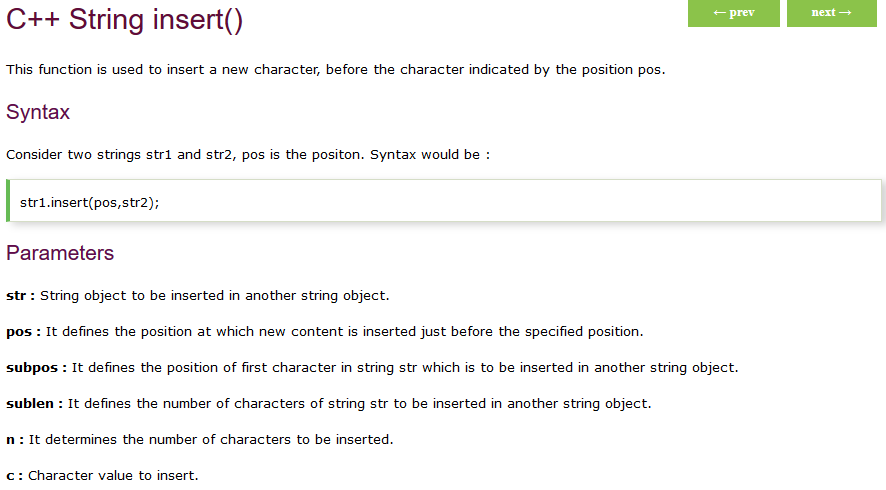 C++ String insert()
← prev
next →
This function is used to insert a new character, before the character indicated by the position pos.
Syntax
Consider two strings str1 and str2, pos is the positon. Syntax would be :
str1.insert(pos,str2);
Parameters
str : String object to be inserted in another string object.
pos : It defines the position at which new content is inserted just before the specified position.
subpos : It defines the position of first character in string str which is to be inserted in another string object.
sublen : It defines the number of characters of string str to be inserted in another string object.
n : It determines the number of characters to be inserted.
c : Character value to insert.